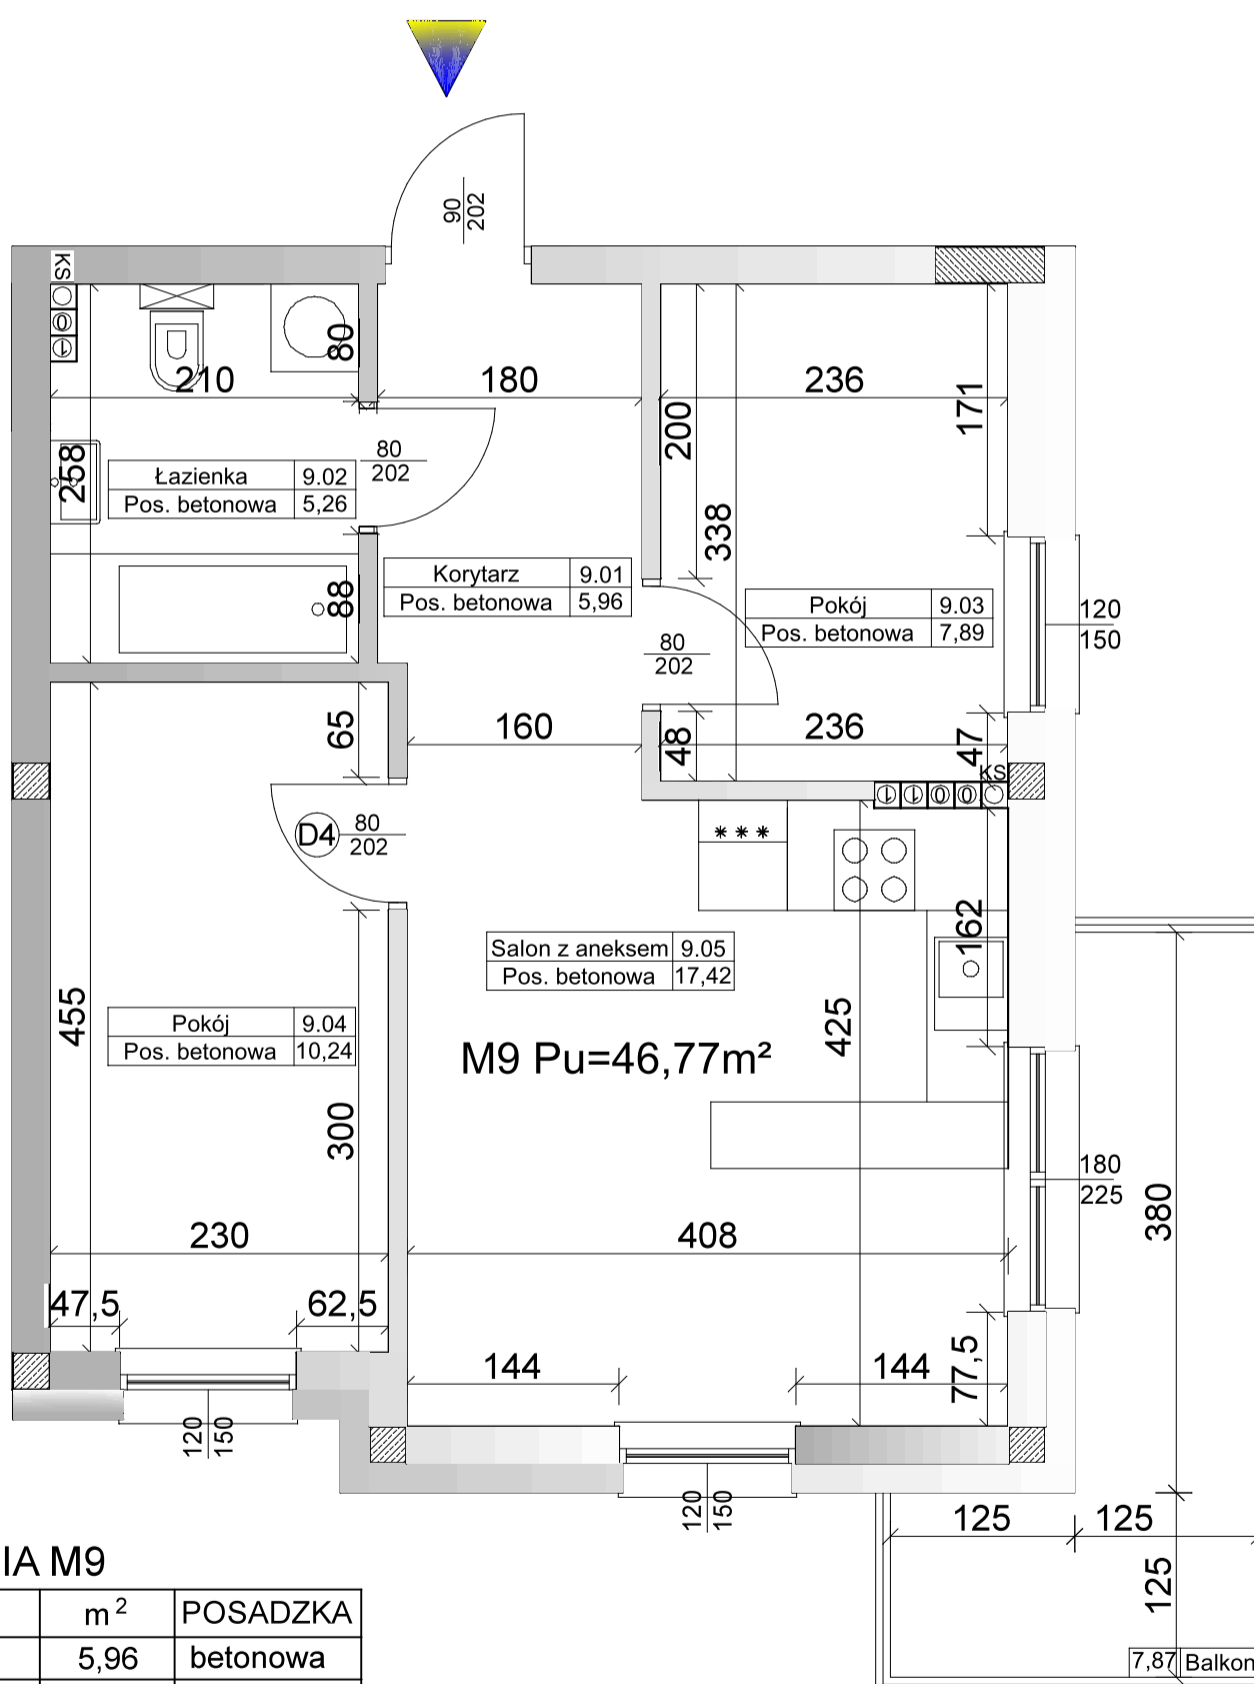 90
202
KS
O
1
80
210
180
236
171
200
258
80
202
Łazienka 9.02
Pos. betonowa 5,26
338
Korytarz 9.01
Pos. betonowa 5,96
88
Pokój 9.03
Pos. betonowa 7,89
120
150
80
202
65
160
48
236
47
KS
1 1 0 0
D4
80
202
* * *
162
Salon z aneksem 9.05
Pos. betonowa 17,42
455
Pokój 9.04
Pos. betonowa 10,24
425
M9 Pu=46,77m²
300
180
225
380
230
408
47,5
62,5
144
144
77,5
120
150
120
150
125
125
125
IA M9
m² POSADZKA
5,96 betonowa
7,87 Balkon